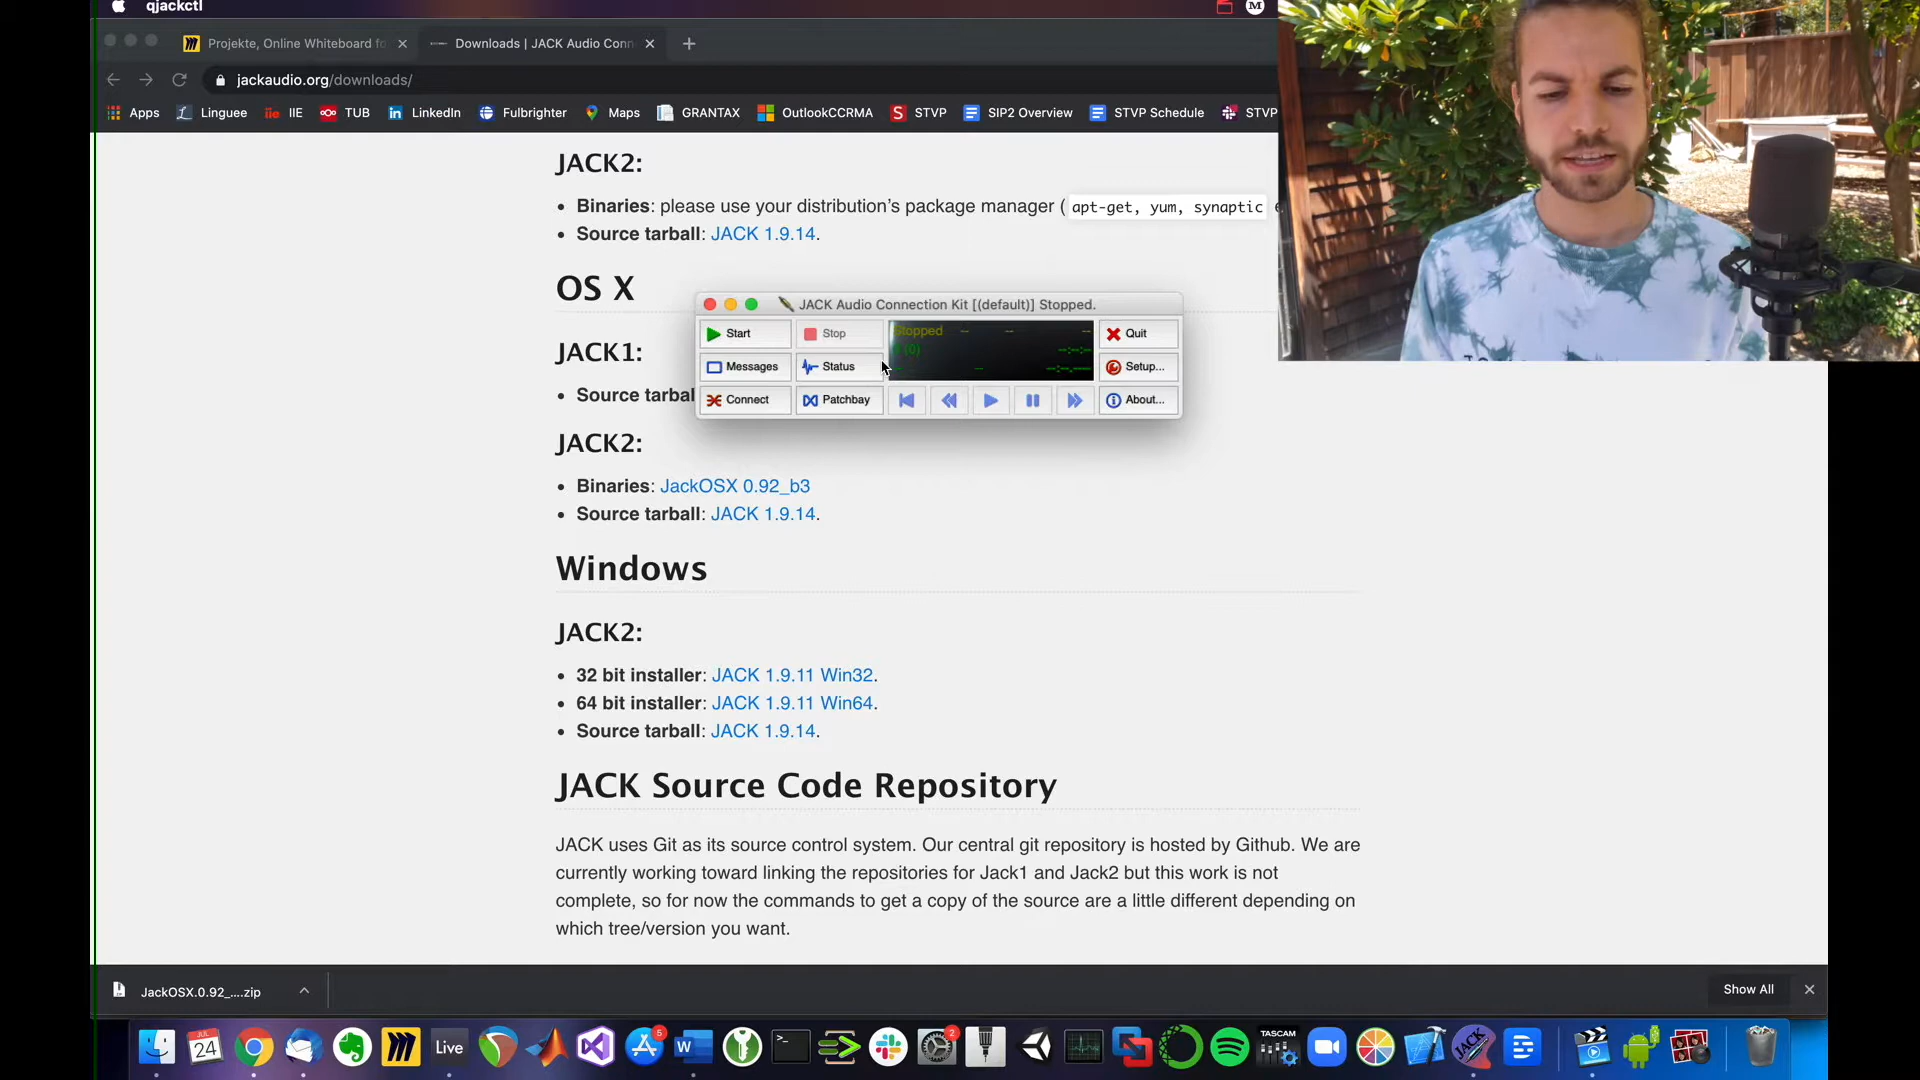 qjackctl
Projekte, Online Whiteboard fo
Downloads | JACK Audio Conn
jackaudio.org/downloads/
Apps
Linguee
IIE
TUB
LinkedIn
Fulbrighter
Maps
GRANTAX
OutlookCCRMA
STVP
SIP2 Overview
STVP Schedule
STVP
JACK2:
Binaries: please use your distribution's package manager ( apt-get, yum, synaptic e
Source tarball: JACK 1.9.14.
OS X
JACK1:
Source tarbal
JACK Audio Connection Kit [(default)] Stopped.
Start
Stop
Stopped -- -- --
Quit
(0) --:--:--
Messages
Status
-- -- --:--.---
Setup...
Connect
Patchbay
About...
JACK2:
Binaries: JackOSX 0.92_b3
Source tarball: JACK 1.9.14.
Windows
JACK2:
32 bit installer: JACK 1.9.11 Win32.
64 bit installer: JACK 1.9.11 Win64.
Source tarball: JACK 1.9.14.
JACK Source Code Repository
JACK uses Git as its source control system. Our central git repository is hosted by Github. We are
currently working toward linking the repositories for Jack1 and Jack2 but this work is not
complete, so for now the commands to get a copy of the source are a little different depending on
which tree/version you want.
JackOSX.0.92_....zip
Show All
JUL
24
Live
5
W
2
TASCAM
JACK